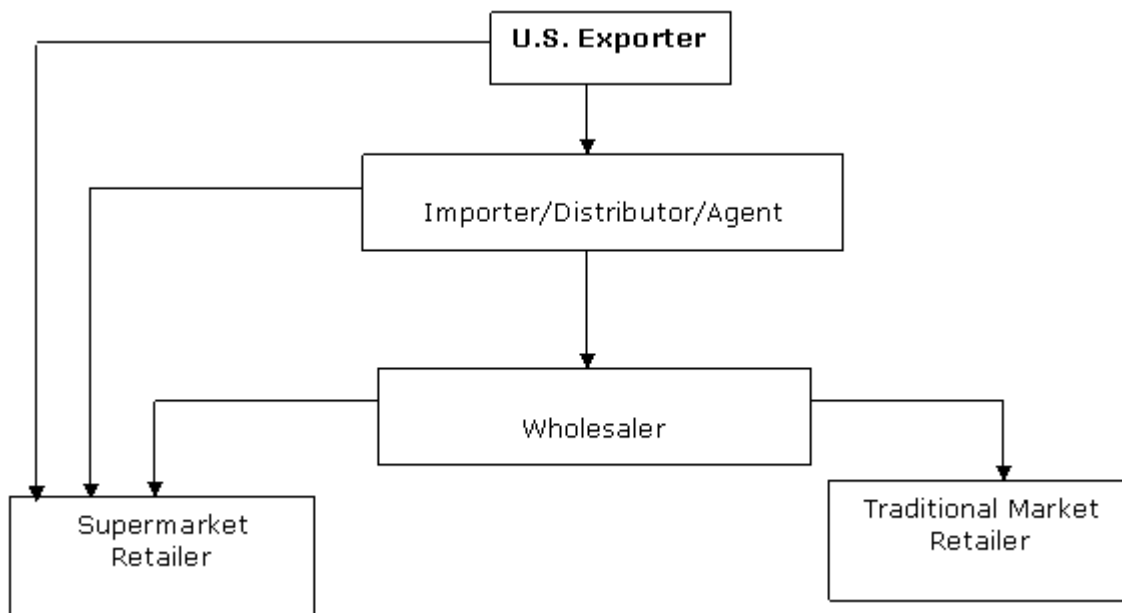 U.S. Exporter
Importer/Distributor/Agent
Wholesaler
Supermarket
Retailer
Traditional Market
Retailer